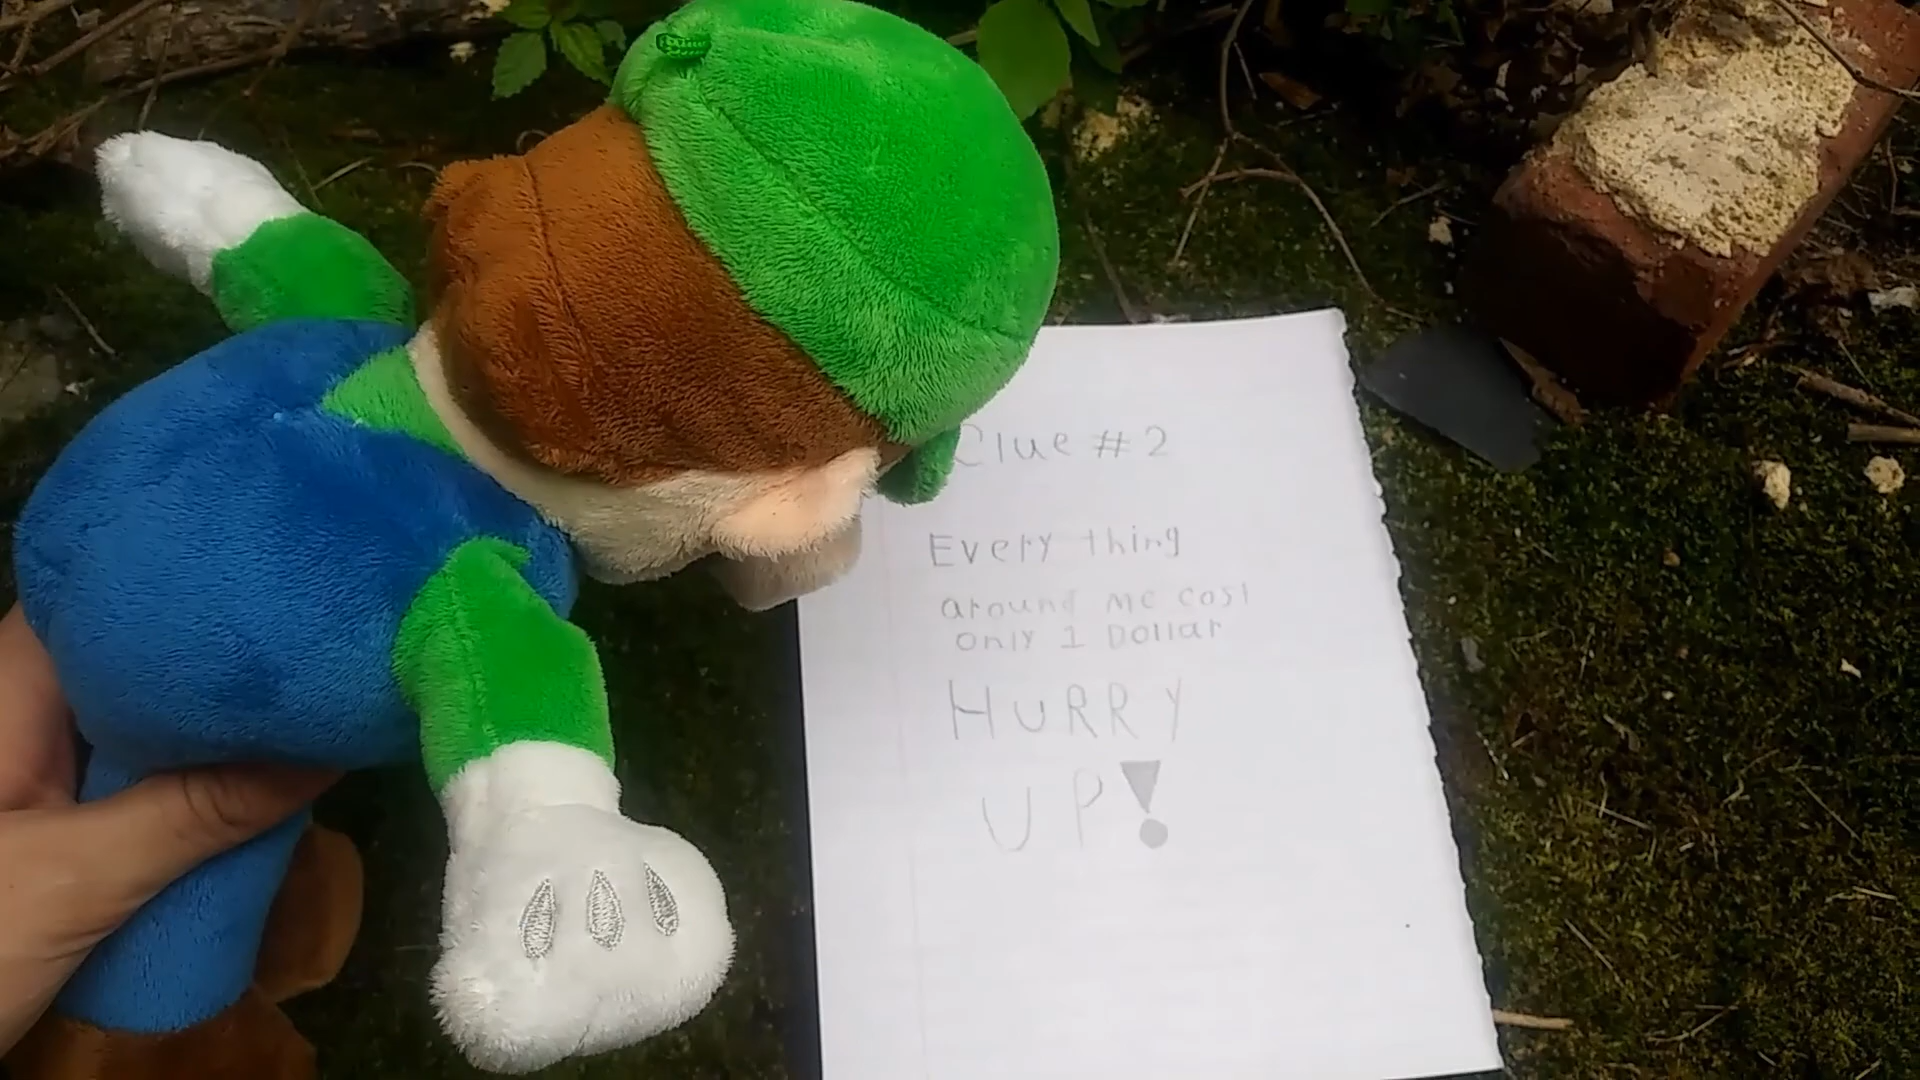 Clue #2
Every thing
around me cost
only 1 Dollar
HURRY
UP!